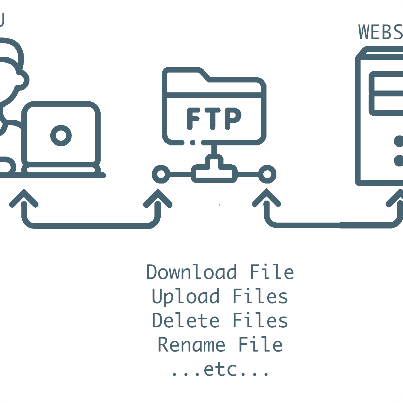 FTP
Download File
Upload Files
Delete Files
Rename File
...etc...